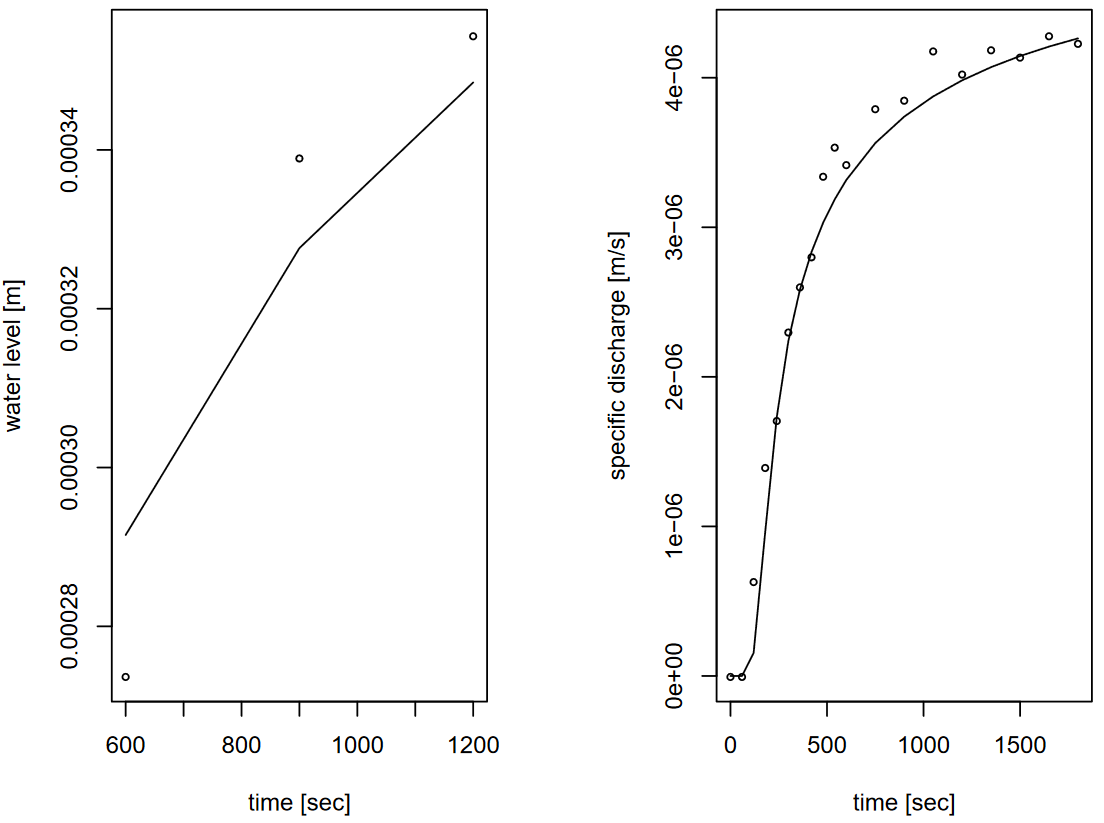 water level [m]
0.00034
0.00032
0.00030
0.00028
600
800
1000
1200
time [sec]
specific discharge [m/s]
4e−06
3e−06
2e−06
1e−06
0e+00
0
500
1000
1500
time [sec]